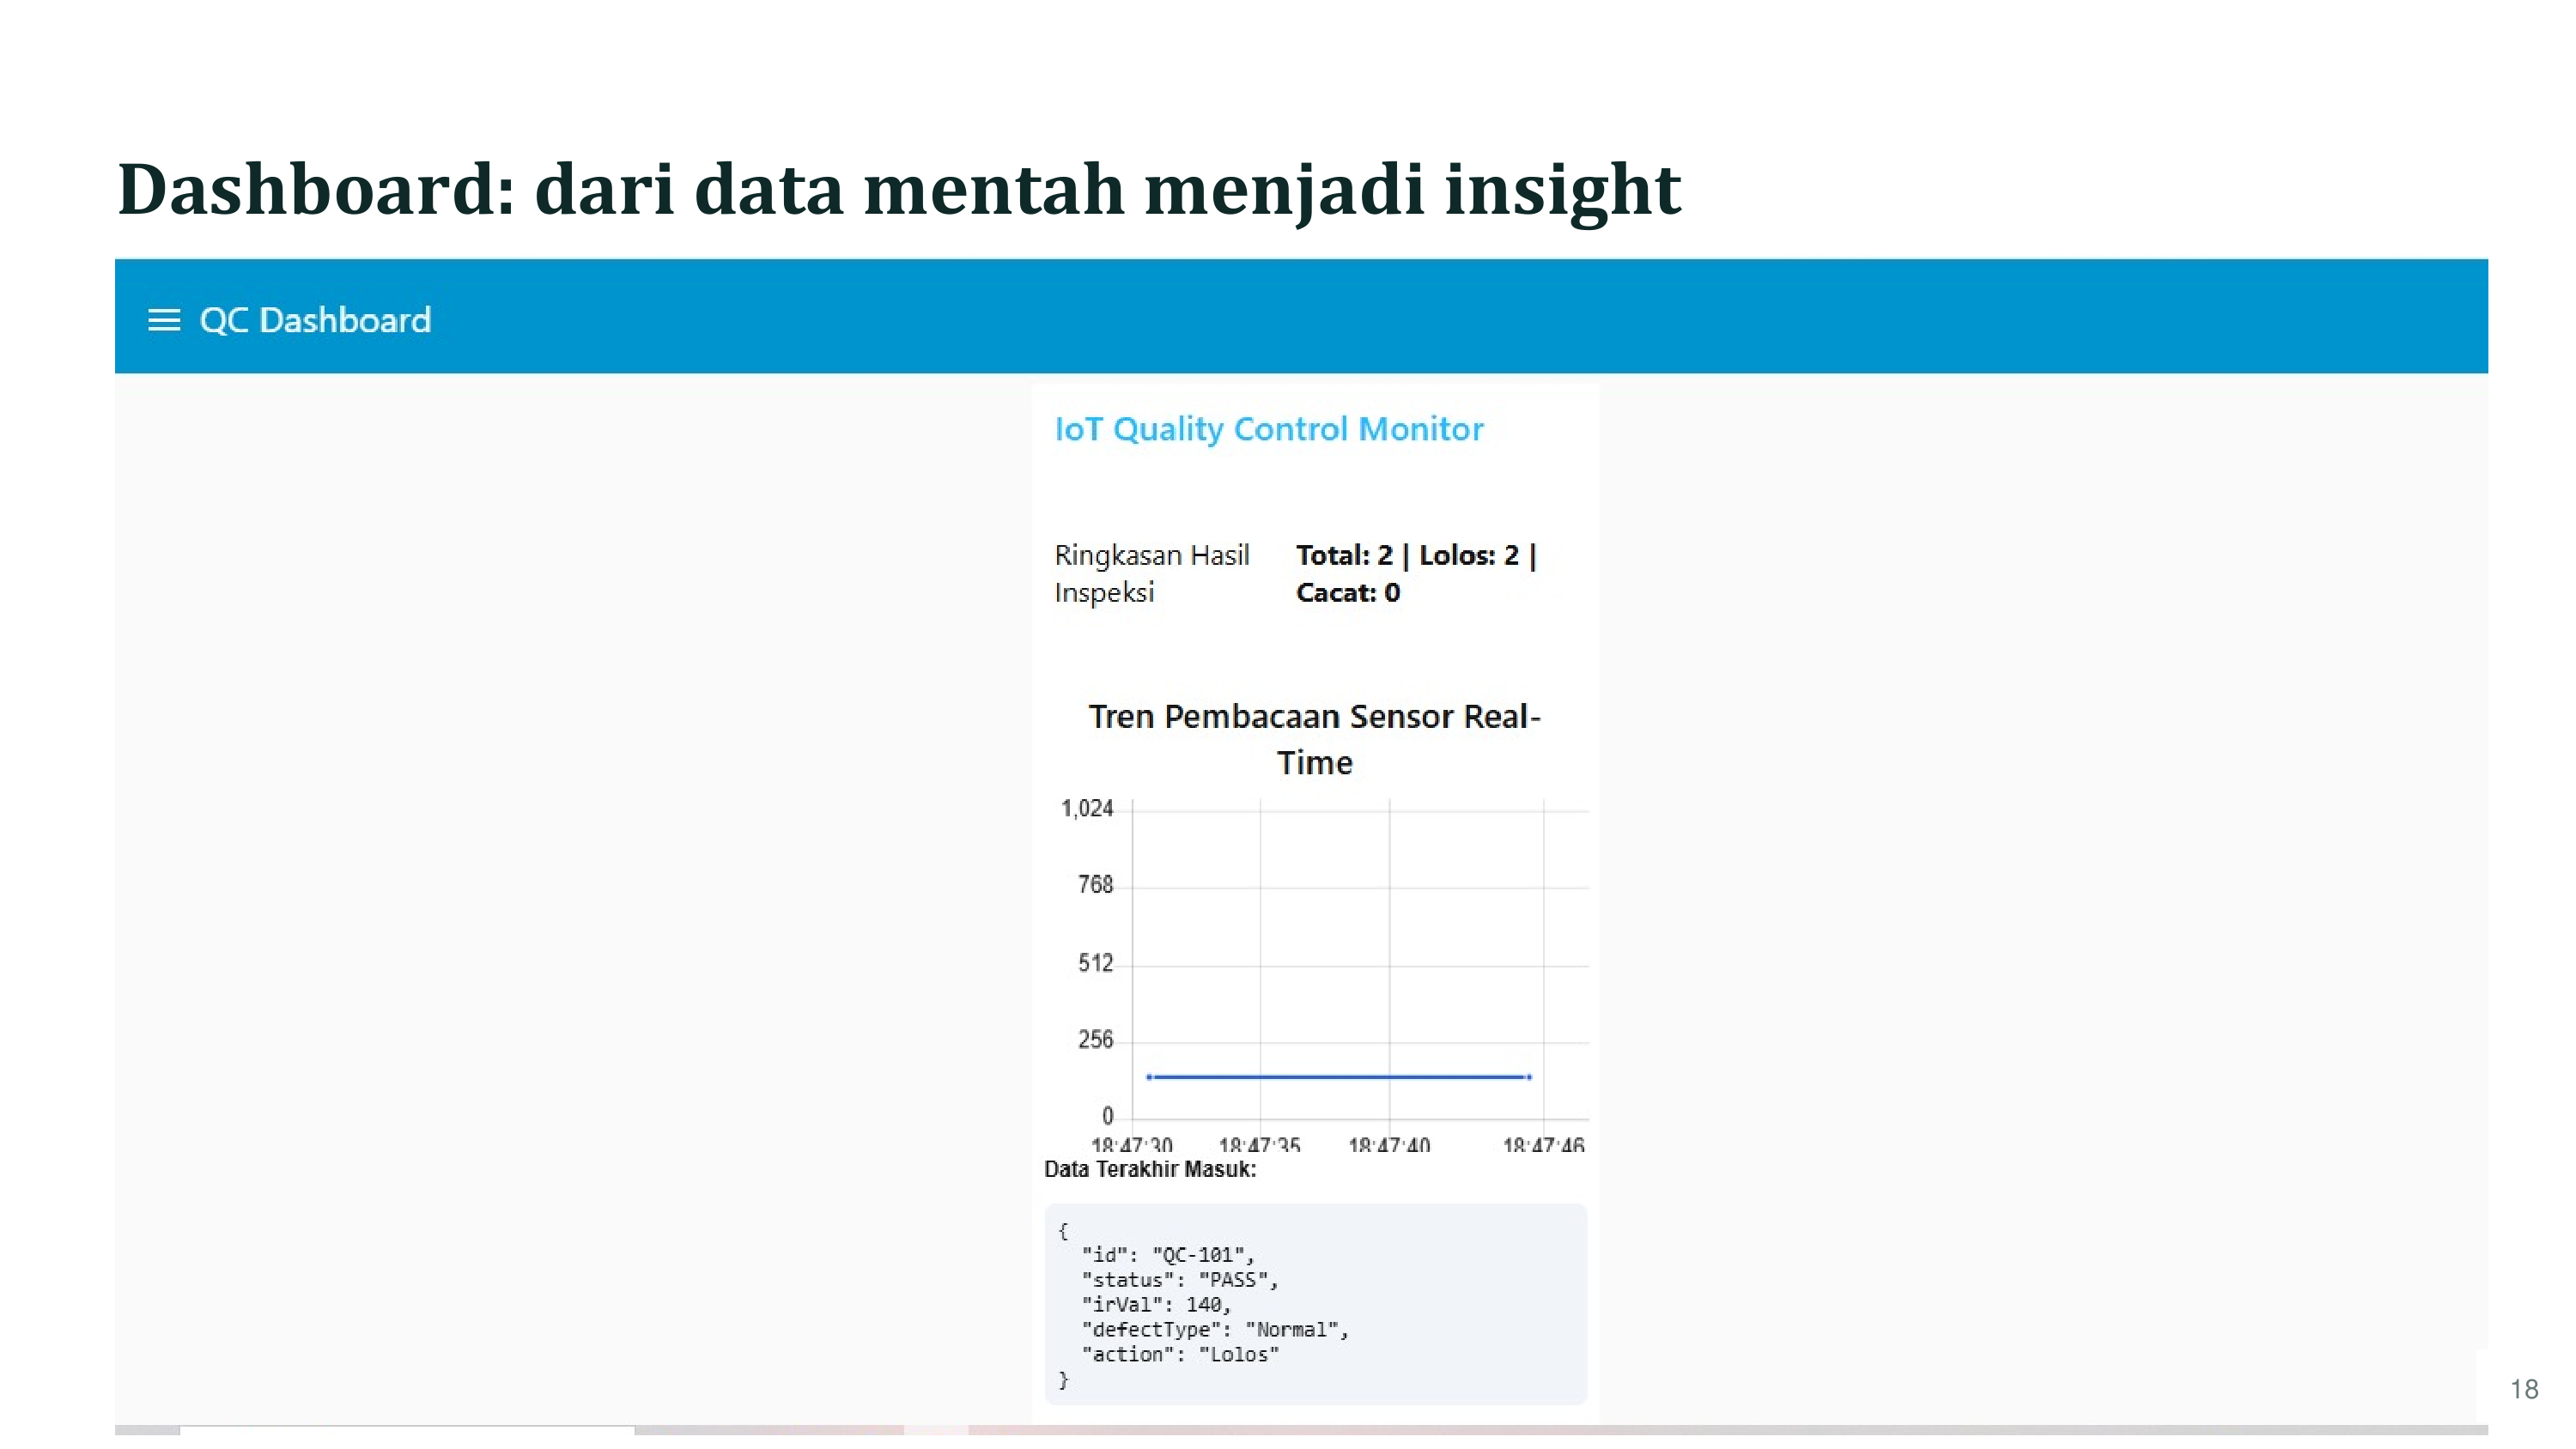 Dashboard: dari data mentah menjadi insight
QC Dashboard
IoT Quality Control Monitor
Ringkasan Hasil
Inspeksi
Total: 2 | Lolos: 2 |
Cacat: 0
Tren Pembacaan Sensor Real-
Time
1,024
768
512
256
0
18:47:30 18:47:35 18:47:40 18:47:46
Data Terakhir Masuk:
{
"id": "QC-101",
"status": "PASS",
"irVal": 140,
"defectType": "Normal",
"action": "Lolos"
}
18